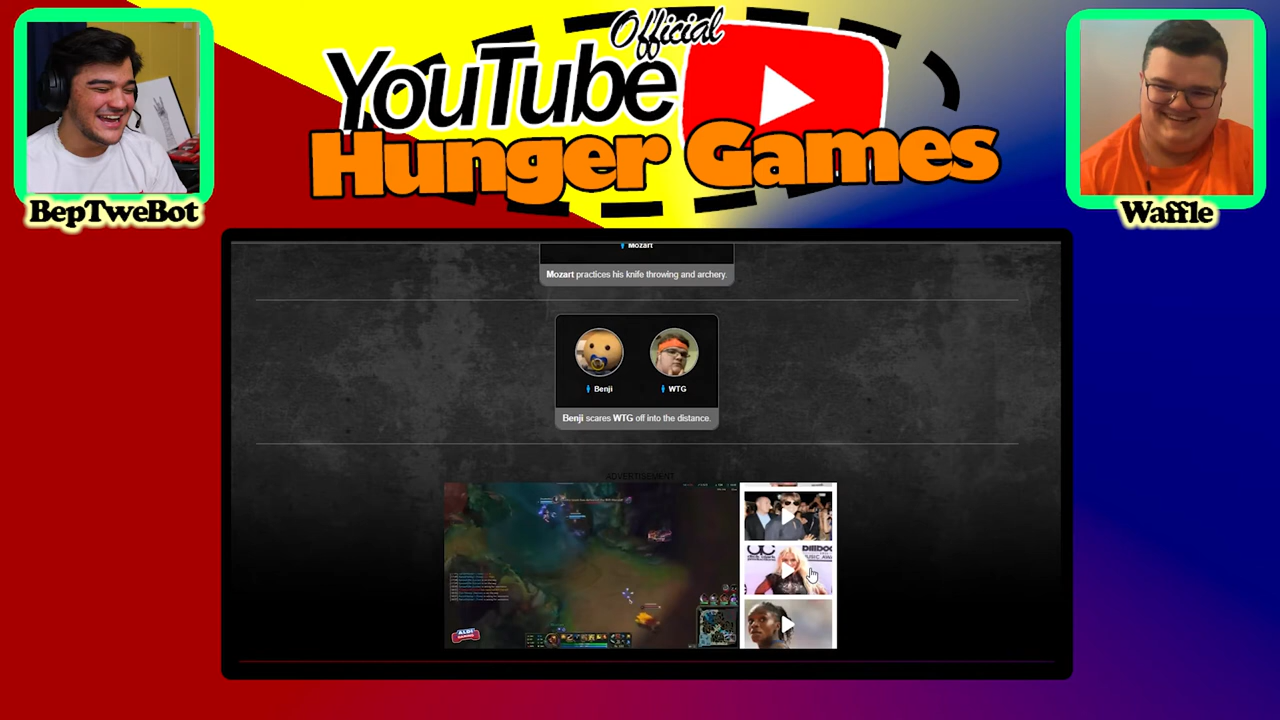 Official
YouTube
Hunger Games
BepTweBot
Waffle
Mozart
Mozart practices his knife throwing and archery.
Benji
WTG
Benji scares WTG off into the distance.
ADVERTISEMENT
ALDI